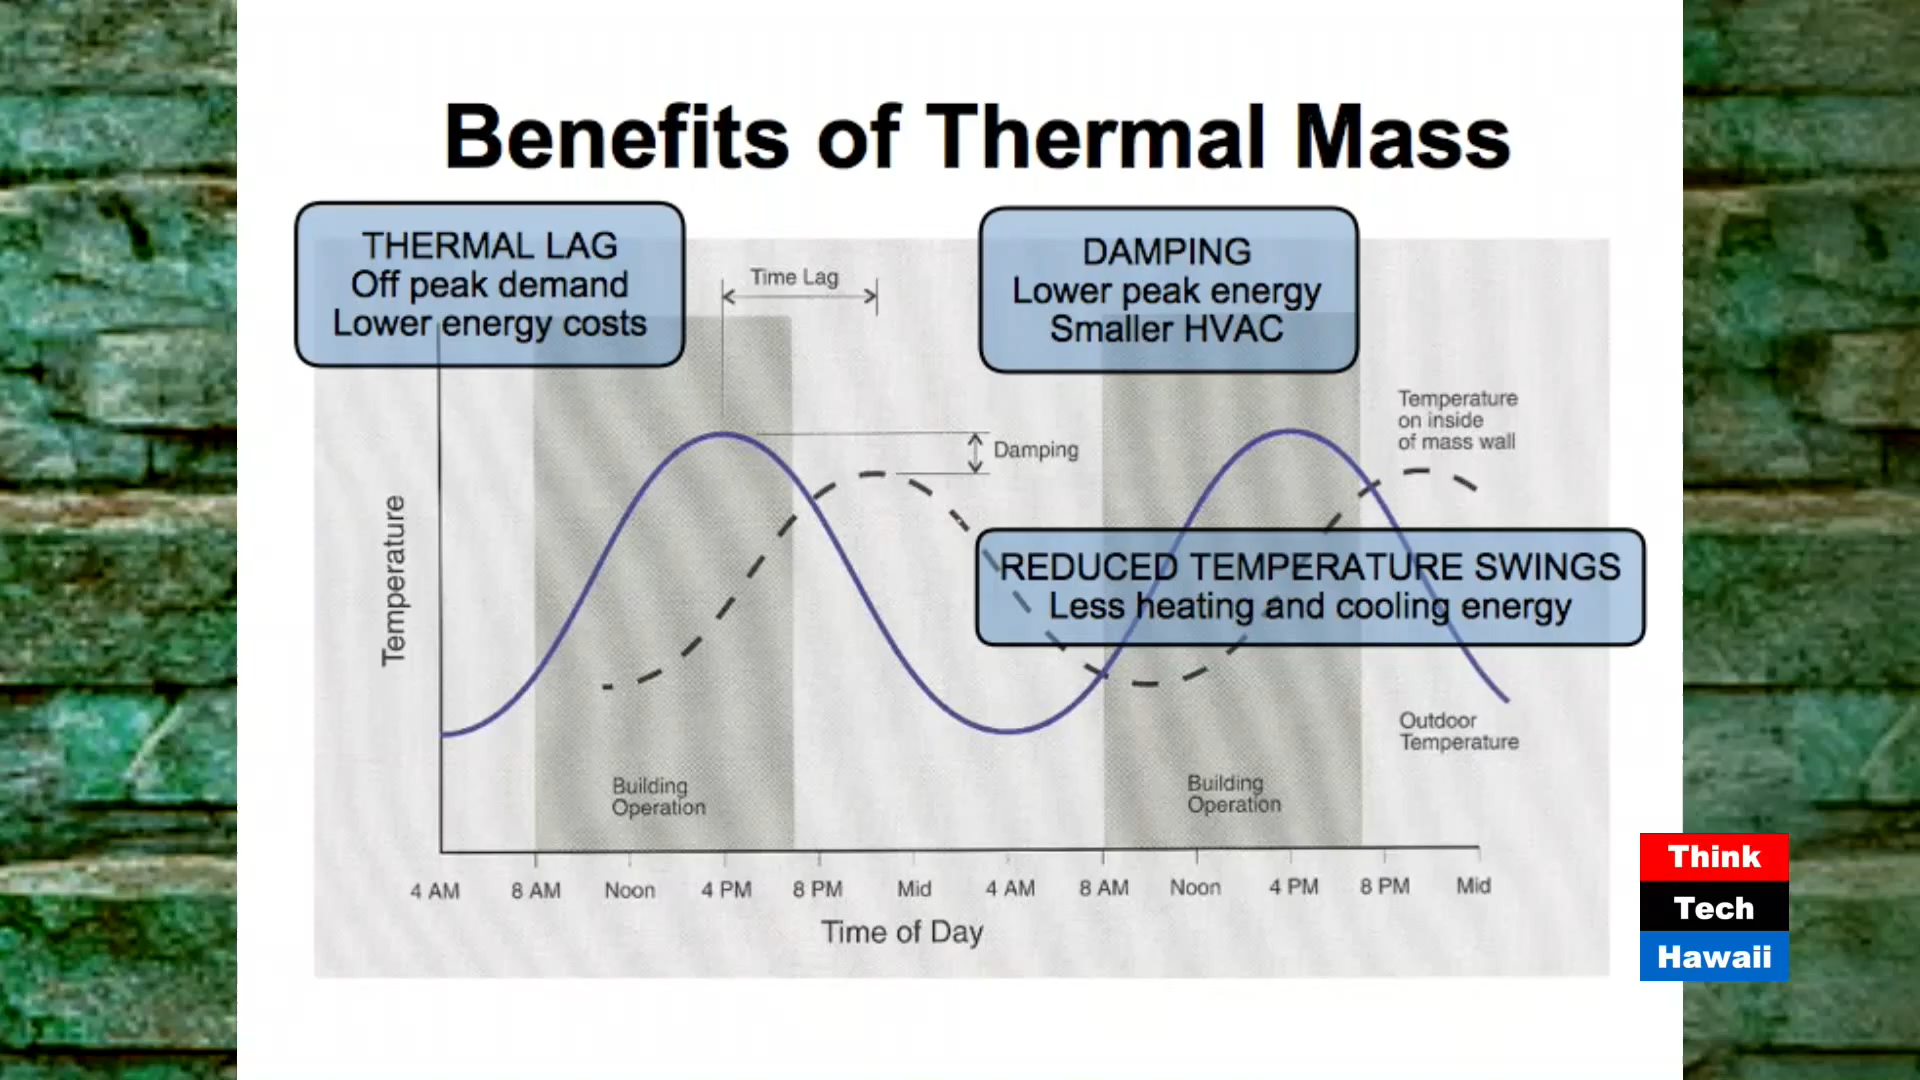 Benefits of Thermal Mass
THERMAL LAG
Off peak demand
Lower energy costs
Time Lag
DAMPING
Lower peak energy
Smaller HVAC
Temperature
on inside
of mass wall
Damping
Temperature
REDUCED TEMPERATURE SWINGS
Less heating and cooling energy
Outdoor
Temperature
Building
Operation
Building
Operation
4 AM 8 AM Noon 4 PM 8 PM Mid 4 AM 8 AM Noon 4 PM 8 PM Mid
Time of Day
Think
Tech
Hawaii